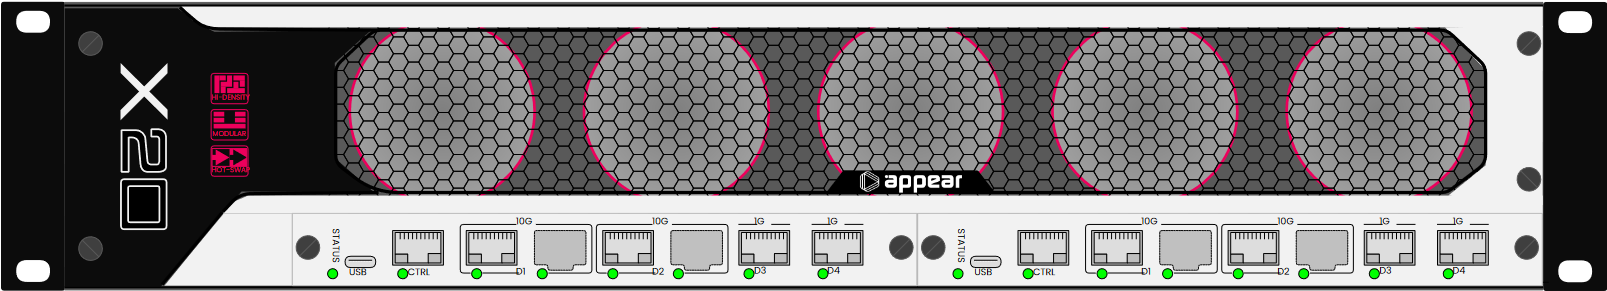 X20
HI-DENSITY
MODULAR
HOT-SWAP
appear
10G 10G 1G 1G 10G 10G 1G 1G
STATUS USB CTRL D1 D2 D3 D4
STATUS USB CTRL D1 D2 D3 D4